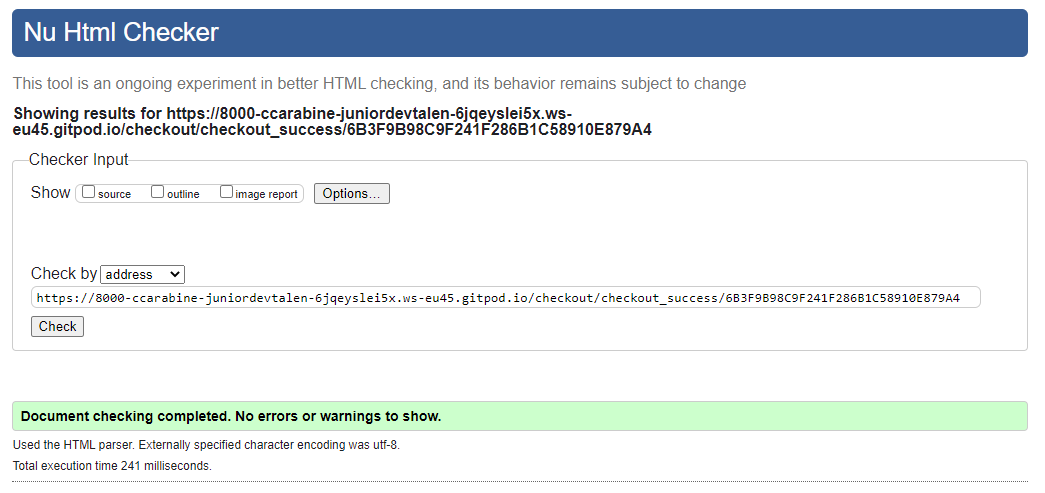 Nu Html Checker
This tool is an ongoing experiment in better HTML checking, and its behavior remains subject to change
Showing results for https://8000-ccarabine-juniordevtalen-6jqeyslei5x.ws-
eu45.gitpod.io/checkout/checkout_success/6B3F9B98C9F241F286B1C58910E879A4
Checker Input
Show source outline image report Options...
Check by address
https://8000-ccarabine-juniordevtalen-6jqeyslei5x.ws-eu45.gitpod.io/checkout/checkout_success/6B3F9B98C9F241F286B1C58910E879A4
Check
Document checking completed. No errors or warnings to show.
Used the HTML parser. Externally specified character encoding was utf-8.
Total execution time 241 milliseconds.